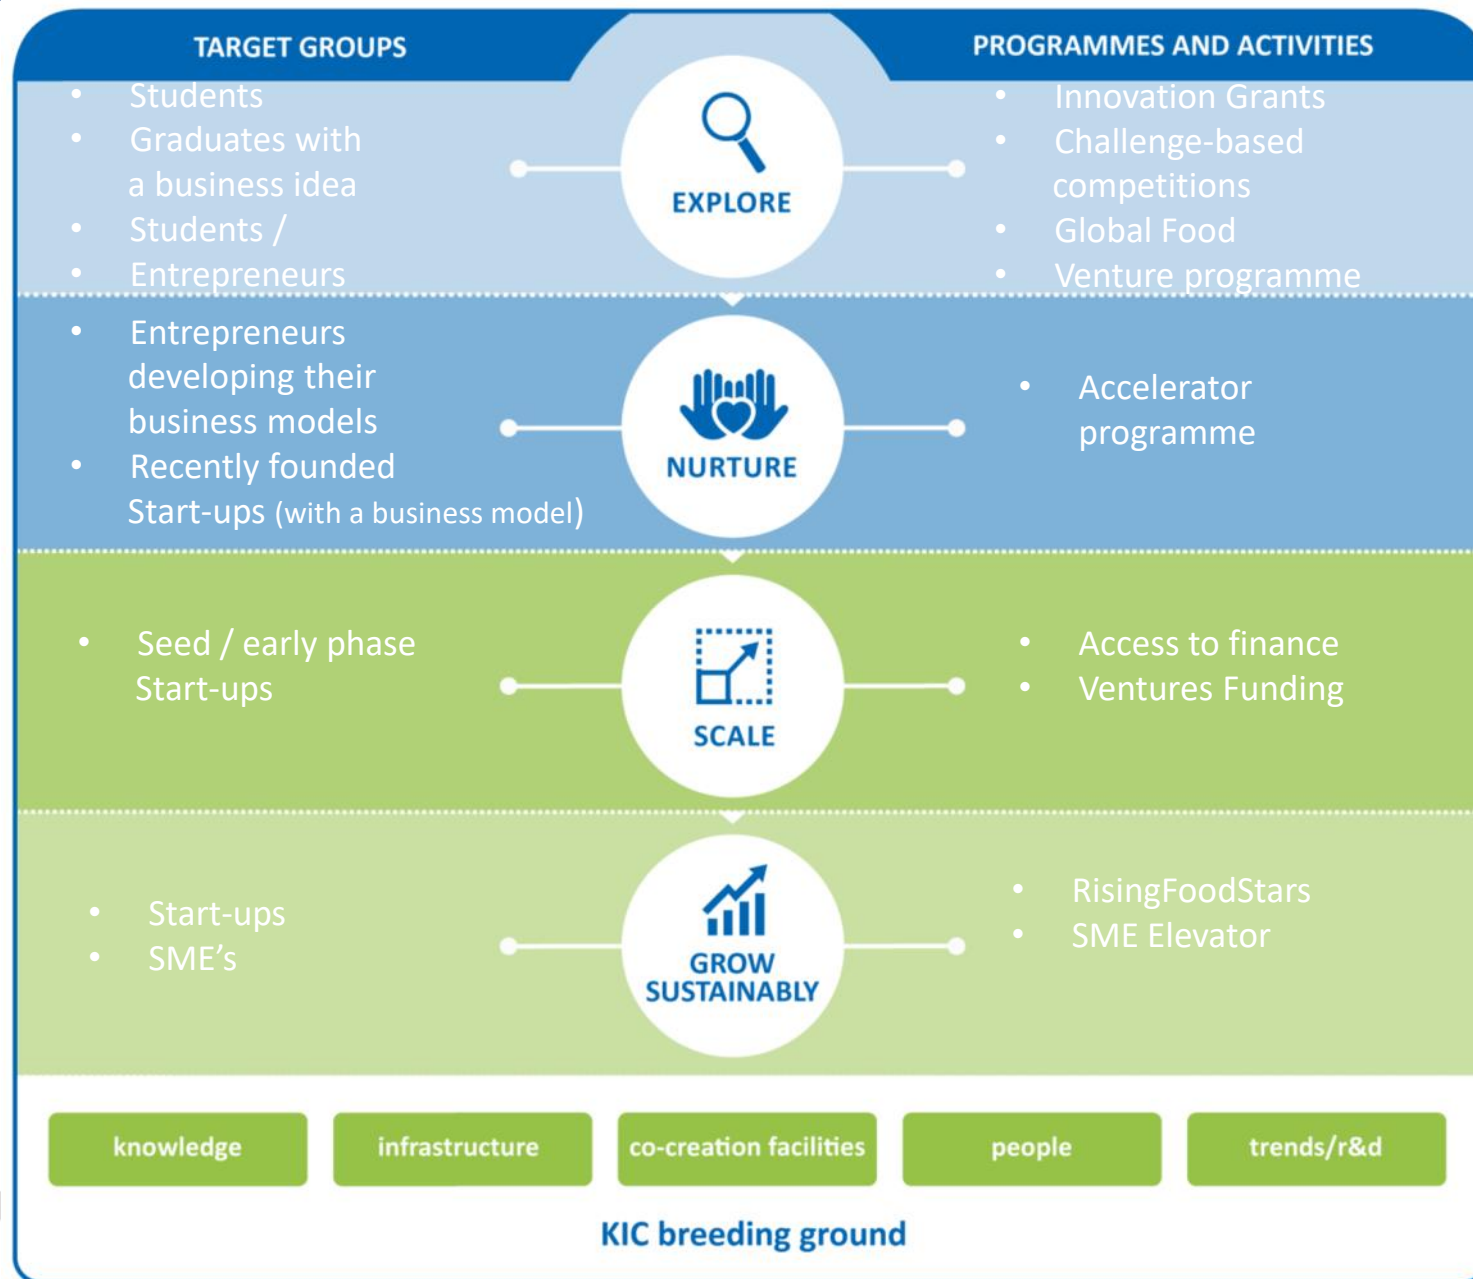 TARGET GROUPS
PROGRAMMES AND ACTIVITIES
• Students
• Graduates with
a business idea
• Students /
• Entrepreneurs
EXPLORE
• Innovation Grants
• Challenge-based
competitions
• Global Food
• Venture programme
• Entrepreneurs
developing their
business models
• Recently founded
Start-ups (with a business model)
NURTURE
• Accelerator
programme
• Seed / early phase
Start-ups
SCALE
• Access to finance
• Ventures Funding
• Start-ups
• SME’s
GROW
SUSTAINABLY
• RisingFoodStars
• SME Elevator
knowledge
infrastructure
co-creation facilities
people
trends/r&d
KIC breeding ground